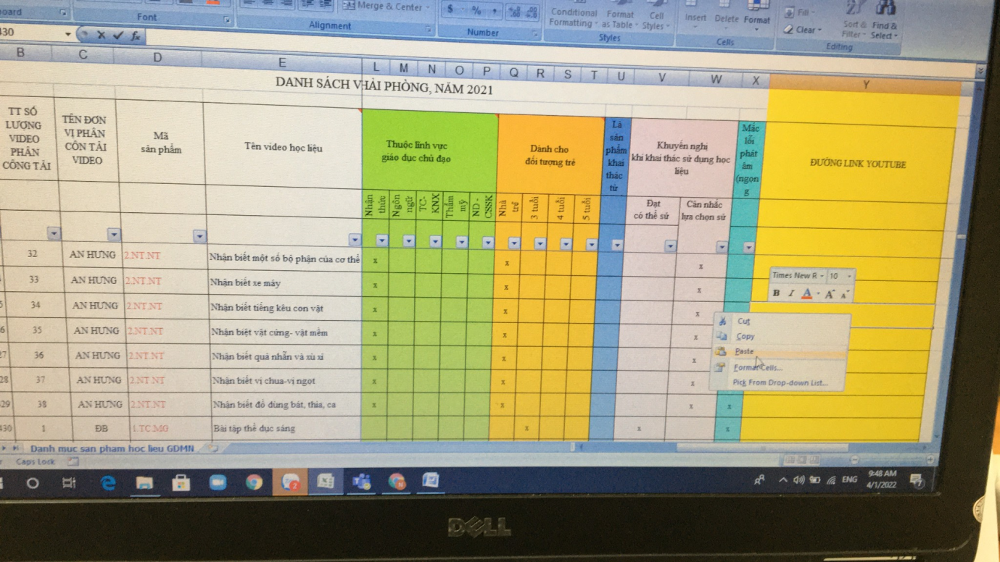 Font
Alignment
Number
Styles
Cells
Editing
Merge & Center
$ % ,
Conditional Formatting
Format as Table
Cell Styles
Insert
Delete
Format
Fill
Clear
Sort & Filter
Find & Select
fx
B C D E L M N O P Q R S T U V W X Y
DANH SÁCH VHẢI PHÒNG, NĂM 2021
TT SỐ LƯỢNG VIDEO PHÂN CÔNG TẢI
TÊN ĐƠN VỊ PHÂN CÔN TẢI VIDEO
Mã sản phẩm
Tên video học liệu
Thuộc lĩnh vực giáo dục chủ đạo
Dành cho đối tượng trẻ
Là sản phẩm khai thác từ
Khuyến nghị khi khai thác sử dụng học liệu
Mắc lỗi phát âm (ngọn g
ĐƯỜNG LINK YOUTUBE
Nhận thức
Ngôn ngữ
TC-KNX
Thẩm mỹ
ND - CSSK
Nhà trẻ
3 tuổi
4 tuổi
5 tuổi
Đạt có thể sử
Cân nhắc lựa chọn sử
32 AN HƯNG 2.NT.NT Nhận biết một số bộ phận của cơ thể x x x
33 AN HƯNG 2.NT.NT Nhận biết xe máy x x x
34 AN HƯNG 2.NT.NT Nhận biết tiếng kêu con vật x x x
35 AN HƯNG 2.NT.NT Nhận biệt vật cứng- vật mềm x x x
36 AN HƯNG 2.NT.NT Nhận biết quả nhẵn và xù xì x x x
37 AN HƯNG 2.NT.NT Nhận biết vị chua-vị ngọt x x x
38 AN HƯNG 2.NT.NT Nhận biết đồ dùng bát, thìa, ca x x x x
1 ĐB 1.TC.MG Bài tập thể dục sáng x x x
Times New R 10
B I A A A
Cut
Copy
Paste
Format Cells...
Pick From Drop-down List...
Danh muc san pham hoc lieu GDMN
Caps Lock
ENG
9:48 AM
4/1/2022
DELL